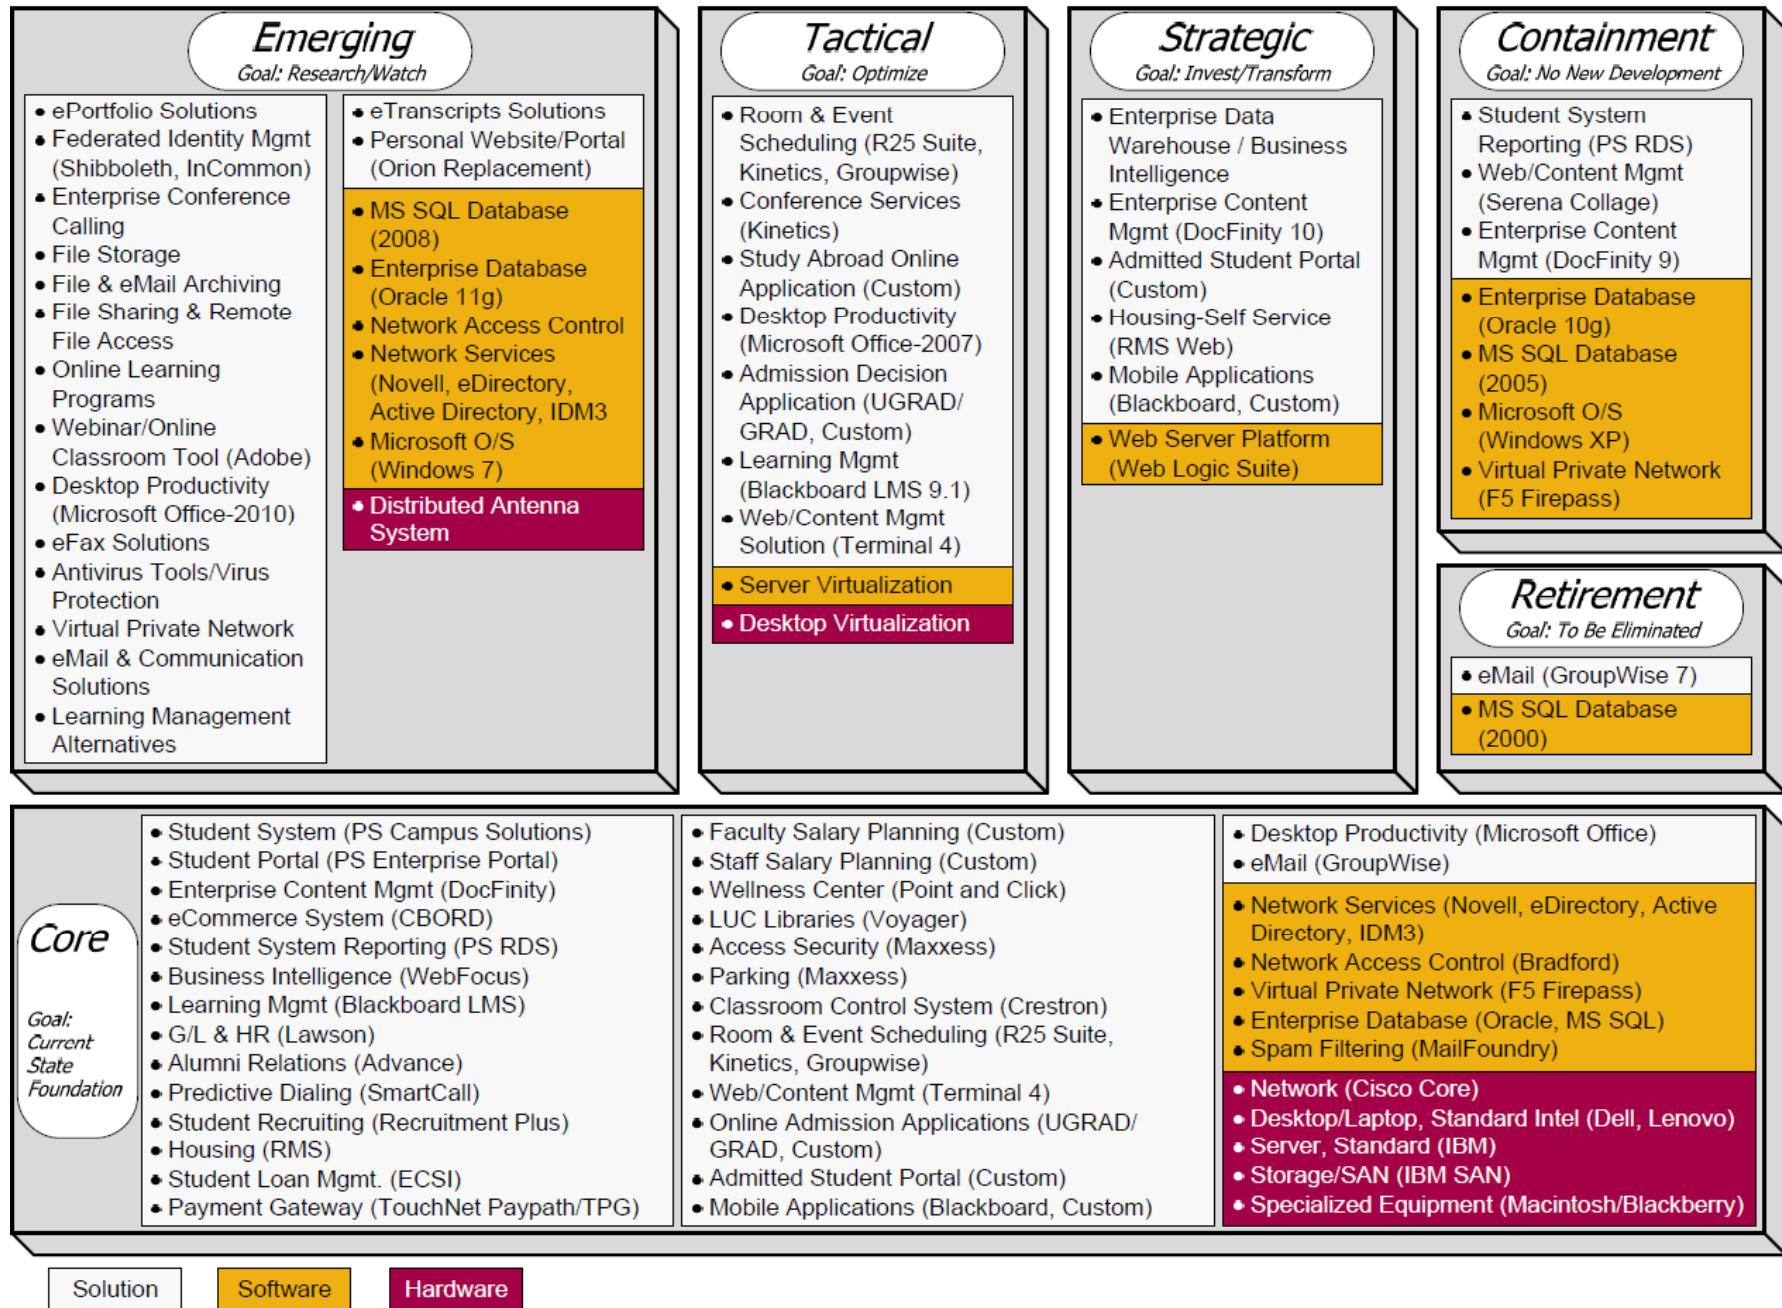 Emerging
Goal: Research/Watch
• ePortfolio Solutions
• Federated Identity Mgmt
(Shibboleth, InCommon)
• Enterprise Conference
Calling
• File Storage
• File & eMail Archiving
• File Sharing & Remote
File Access
• Online Learning
Programs
• Webinar/Online
Classroom Tool (Adobe)
• Desktop Productivity
(Microsoft Office-2010)
• eFax Solutions
• Antivirus Tools/Virus
Protection
• Virtual Private Network
• eMail & Communication
Solutions
• Learning Management
Alternatives
• eTranscripts Solutions
• Personal Website/Portal
(Orion Replacement)
• MS SQL Database
(2008)
• Enterprise Database
(Oracle 11g)
• Network Access Control
• Network Services
(Novell, eDirectory,
Active Directory, IDM3
• Microsoft O/S
(Windows 7)
• Distributed Antenna
System
Tactical
Goal: Optimize
• Room & Event
Scheduling (R25 Suite,
Kinetics, Groupwise)
• Conference Services
(Kinetics)
• Study Abroad Online
Application (Custom)
• Desktop Productivity
(Microsoft Office-2007)
• Admission Decision
Application (UGRAD/
GRAD, Custom)
• Learning Mgmt
(Blackboard LMS 9.1)
• Web/Content Mgmt
Solution (Terminal 4)
• Server Virtualization
• Desktop Virtualization
Strategic
Goal: Invest/Transform
• Enterprise Data
Warehouse / Business
Intelligence
• Enterprise Content
Mgmt (DocFinity 10)
• Admitted Student Portal
(Custom)
• Housing-Self Service
(RMS Web)
• Mobile Applications
(Blackboard, Custom)
• Web Server Platform
(Web Logic Suite)
Containment
Goal: No New Development
• Student System
Reporting (PS RDS)
• Web/Content Mgmt
(Serena Collage)
• Enterprise Content
Mgmt (DocFinity 9)
• Enterprise Database
(Oracle 10g)
• MS SQL Database
(2005)
• Microsoft O/S
(Windows XP)
• Virtual Private Network
(F5 Firepass)
Retirement
Goal: To Be Eliminated
• eMail (GroupWise 7)
• MS SQL Database
(2000)
Core
Goal:
Current
State
Foundation
• Student System (PS Campus Solutions)
• Student Portal (PS Enterprise Portal)
• Enterprise Content Mgmt (DocFinity)
• eCommerce System (CBORD)
• Student System Reporting (PS RDS)
• Business Intelligence (WebFocus)
• Learning Mgmt (Blackboard LMS)
• G/L & HR (Lawson)
• Alumni Relations (Advance)
• Predictive Dialing (SmartCall)
• Student Recruiting (Recruitment Plus)
• Housing (RMS)
• Student Loan Mgmt. (ECSI)
• Payment Gateway (TouchNet Paypath/TPG)
• Faculty Salary Planning (Custom)
• Staff Salary Planning (Custom)
• Wellness Center (Point and Click)
• LUC Libraries (Voyager)
• Access Security (Maxxess)
• Parking (Maxxess)
• Classroom Control System (Crestron)
• Room & Event Scheduling (R25 Suite,
Kinetics, Groupwise)
• Web/Content Mgmt (Terminal 4)
• Online Admission Applications (UGRAD/
GRAD, Custom)
• Admitted Student Portal (Custom)
• Mobile Applications (Blackboard, Custom)
• Desktop Productivity (Microsoft Office)
• eMail (GroupWise)
• Network Services (Novell, eDirectory, Active
Directory, IDM3)
• Network Access Control (Bradford)
• Virtual Private Network (F5 Firepass)
• Enterprise Database (Oracle, MS SQL)
• Spam Filtering (MailFoundry)
• Network (Cisco Core)
• Desktop/Laptop, Standard Intel (Dell, Lenovo)
• Server, Standard (IBM)
• Storage/SAN (IBM SAN)
• Specialized Equipment (Macintosh/Blackberry)
Solution
Software
Hardware